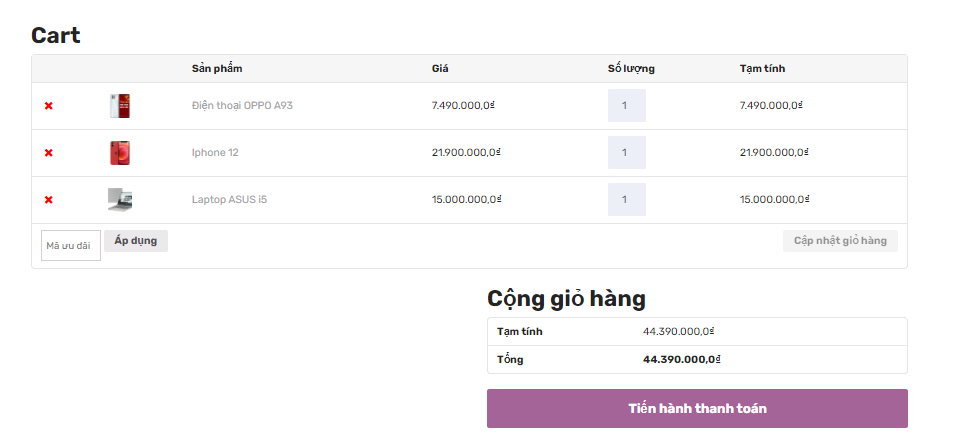 Cart
Sản phẩm Giá Số lượng Tạm tính
Điện thoại OPPO A93 7.490.000,0₫ 1 7.490.000,0₫
Iphone 12 21.900.000,0₫ 1 21.900.000,0₫
Laptop ASUS i5 15.000.000,0₫ 1 15.000.000,0₫
Mã ưu đãi Áp dụng Cập nhật giỏ hàng
Cộng giỏ hàng
Tạm tính 44.390.000,0₫
Tổng 44.390.000,0₫
Tiến hành thanh toán